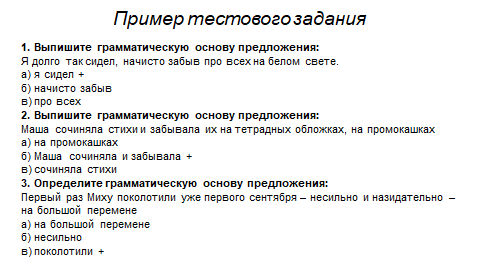 Пример тестового задания
1. Выпишите грамматическую основу предложения:
Я долго так сидел, начисто забыв про всех на белом свете.
а) я сидел +
б) начисто забыв
в) про всех
2. Выпишите грамматическую основу предложения:
Маша сочиняла стихи и забывала их на тетрадных обложках, на промокашках
а) на промокашках
б) Маша сочиняла и забывала +
в) сочиняла стихи
3. Определите грамматическую основу предложения:
Первый раз Миху поколотили уже первого сентября – несильно и назидательно –
на большой перемене
а) на большой перемене
б) несильно
в) поколотили +